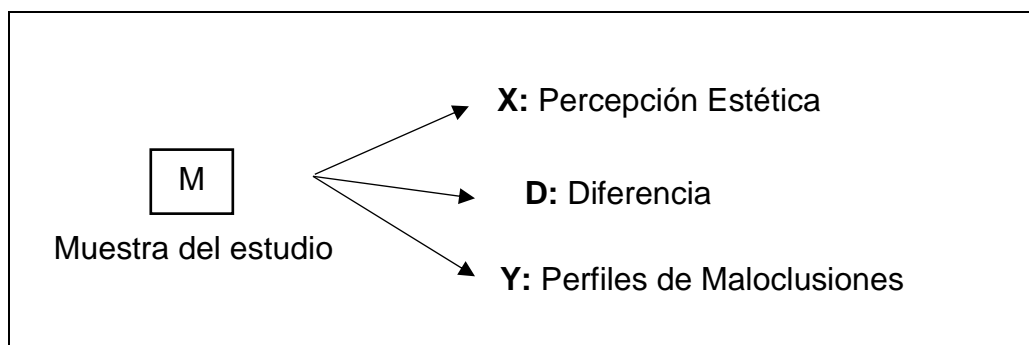 X: Percepción Estética
M
D: Diferencia
Muestra del estudio
Y: Perfiles de Maloclusiones